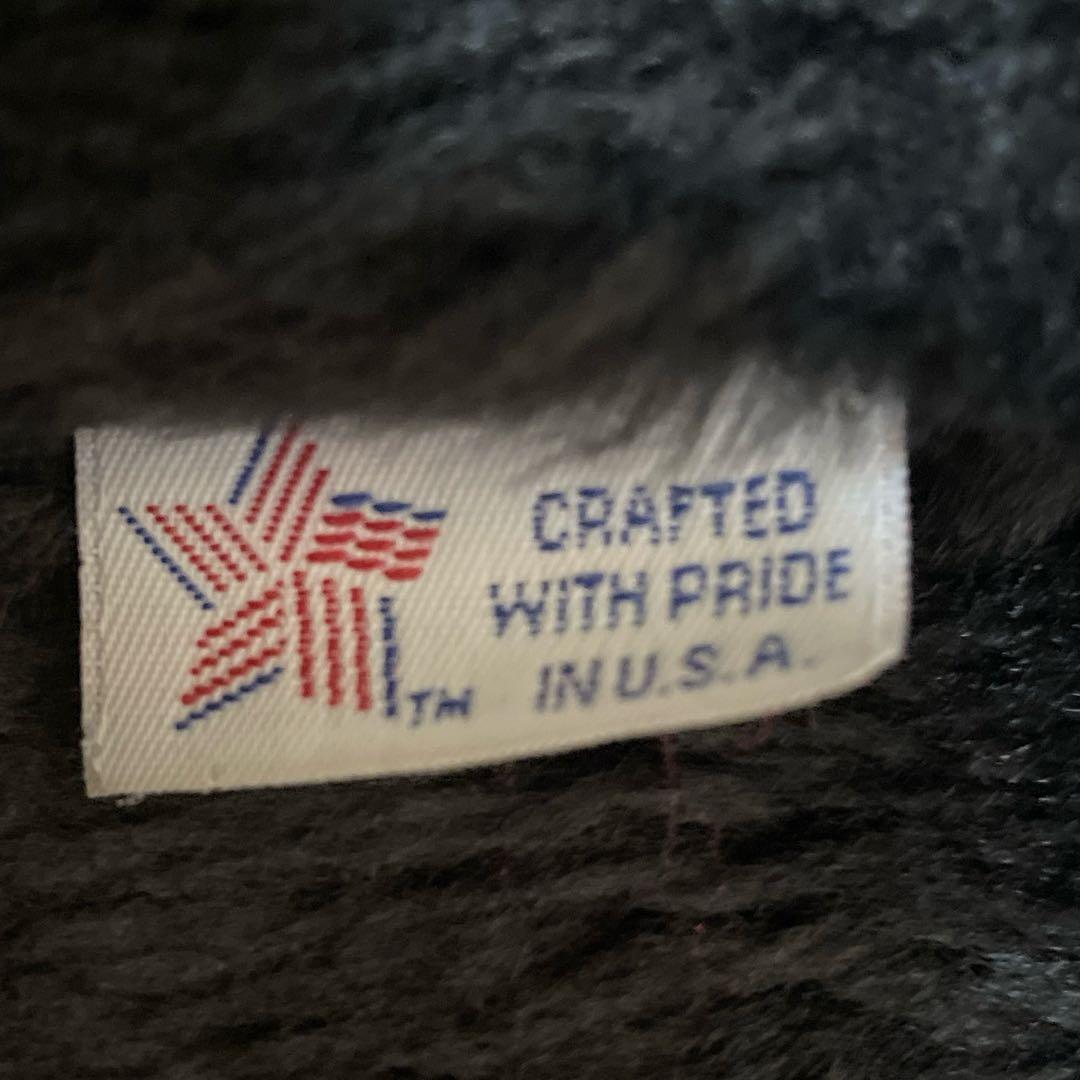 CRAFTED
WITH PRIDE
IN U.S.A.
TM